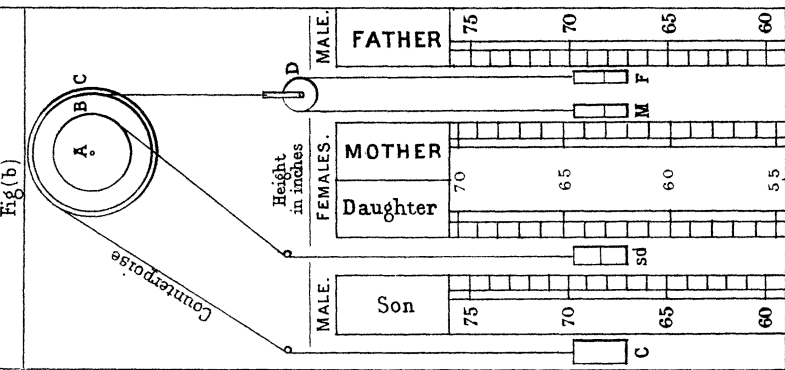 Fig(b)
A
B
C
D
Counterpoise
Height
in inches
MALE.
FATHER
75
70
65
60
F
M
FEMALES.
MOTHER
Daughter
70
65
60
55
sd
MALE.
Son
75
70
65
60
C